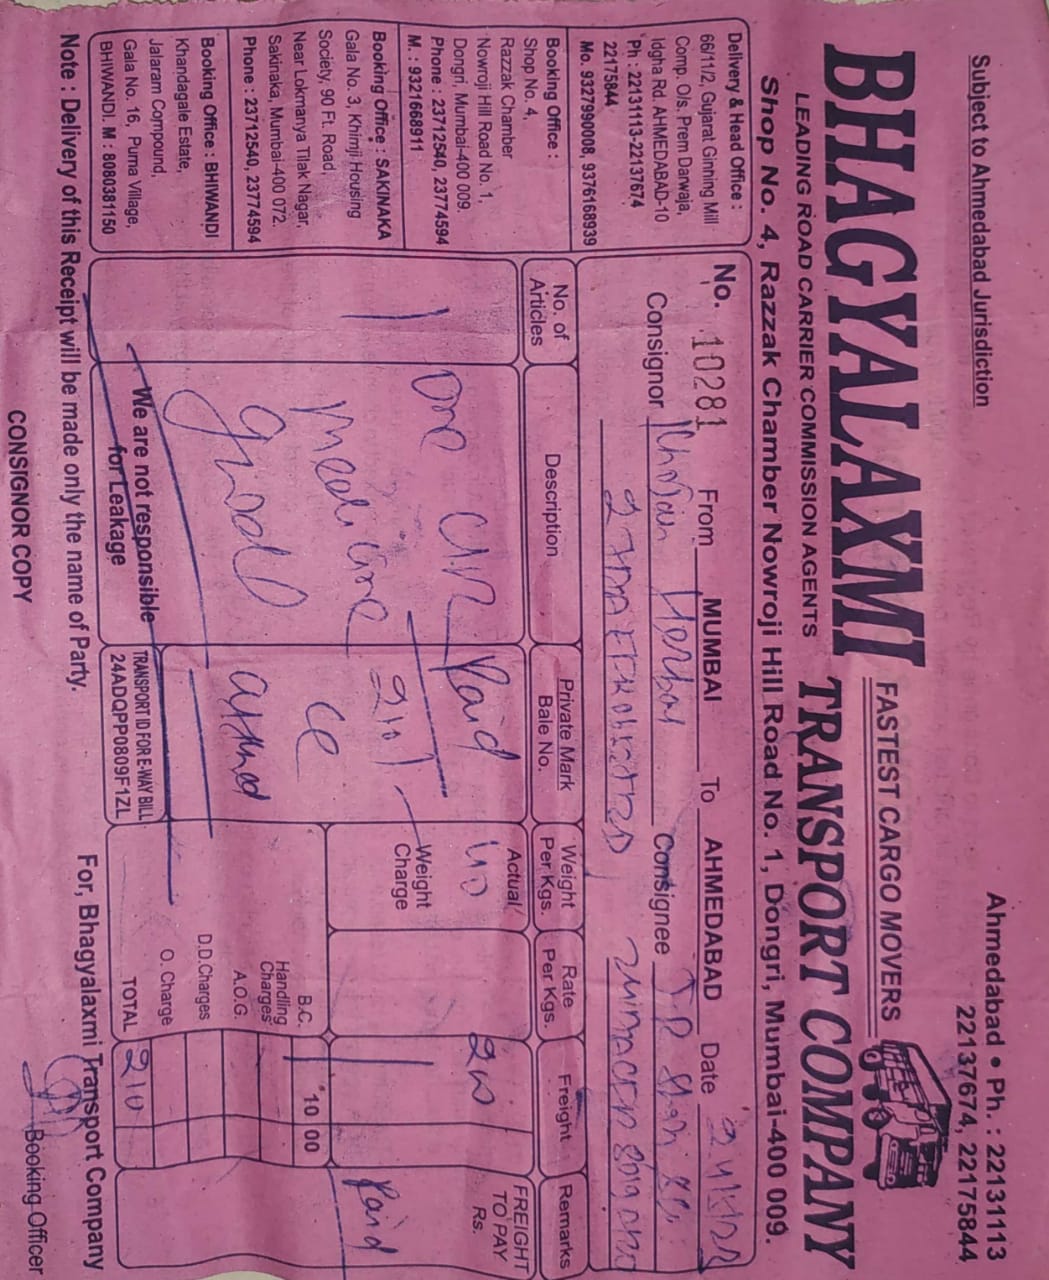 Subject to Ahmedabad Jurisdiction
Ahmedabad • Ph. : 22131113
22137674, 22175844
BHAGYALAXMI TRANSPORT COMPANY
FASTEST CARGO MOVERS
LEADING ROAD CARRIER COMMISSION AGENTS
Shop No. 4, Razzak Chamber Nowroji Hill Road No. 1, Dongri, Mumbai-400 009.
Delivery & Head Office :
66/11/2, Gujarat Ginning Mill
Comp. O/s. Prem Darwaja,
Idgha Rd. AHMEDABAD-10
Ph : 22131113-22137674
22175844
Mo. 9327990008, 9376168939
Booking Office :
Shop No. 4,
Razzak Chamber
Nowroji Hill Road No. 1,
Dongri, Mumbai-400 009.
Phone : 23712540, 23774594
M. : 9321668911
Booking Office : SAKINAKA
Gala No. 3, Khimji Housing
Society, 90 Ft. Road,
Near Lokmanya Tilak Nagar,
Sakinaka, Mumbai-400 072.
Phone : 23712540, 23774594
Booking Office : BHIWANDI
Khandagale Estate,
Jalaram Compound,
Gala No. 16, Purna Village,
BHIWANDI. M : 8080381150
No. 10281 From MUMBAI To AHMEDABAD Date
Consignor Herbal Consignee
No. of Articles Description Private Mark Bale No. Weight Per Kgs. Rate Per Kgs. Freight Remarks
One Paid Actual 40 200 FREIGHT TO PAY Rs.
1 Medicine 210/ Weight Charge Paid
B.C. 10 00
Handling Charges
A.O.G.
D.D.Charges
O. Charge
TOTAL 210
We are not responsible for Leakage
TRANSPORT ID FOR E-WAY BILL
24ADQPP0809F1ZL
Note : Delivery of this Receipt will be made only the name of Party.
For, Bhagyalaxmi Transport Company
CONSIGNOR COPY
Booking Officer